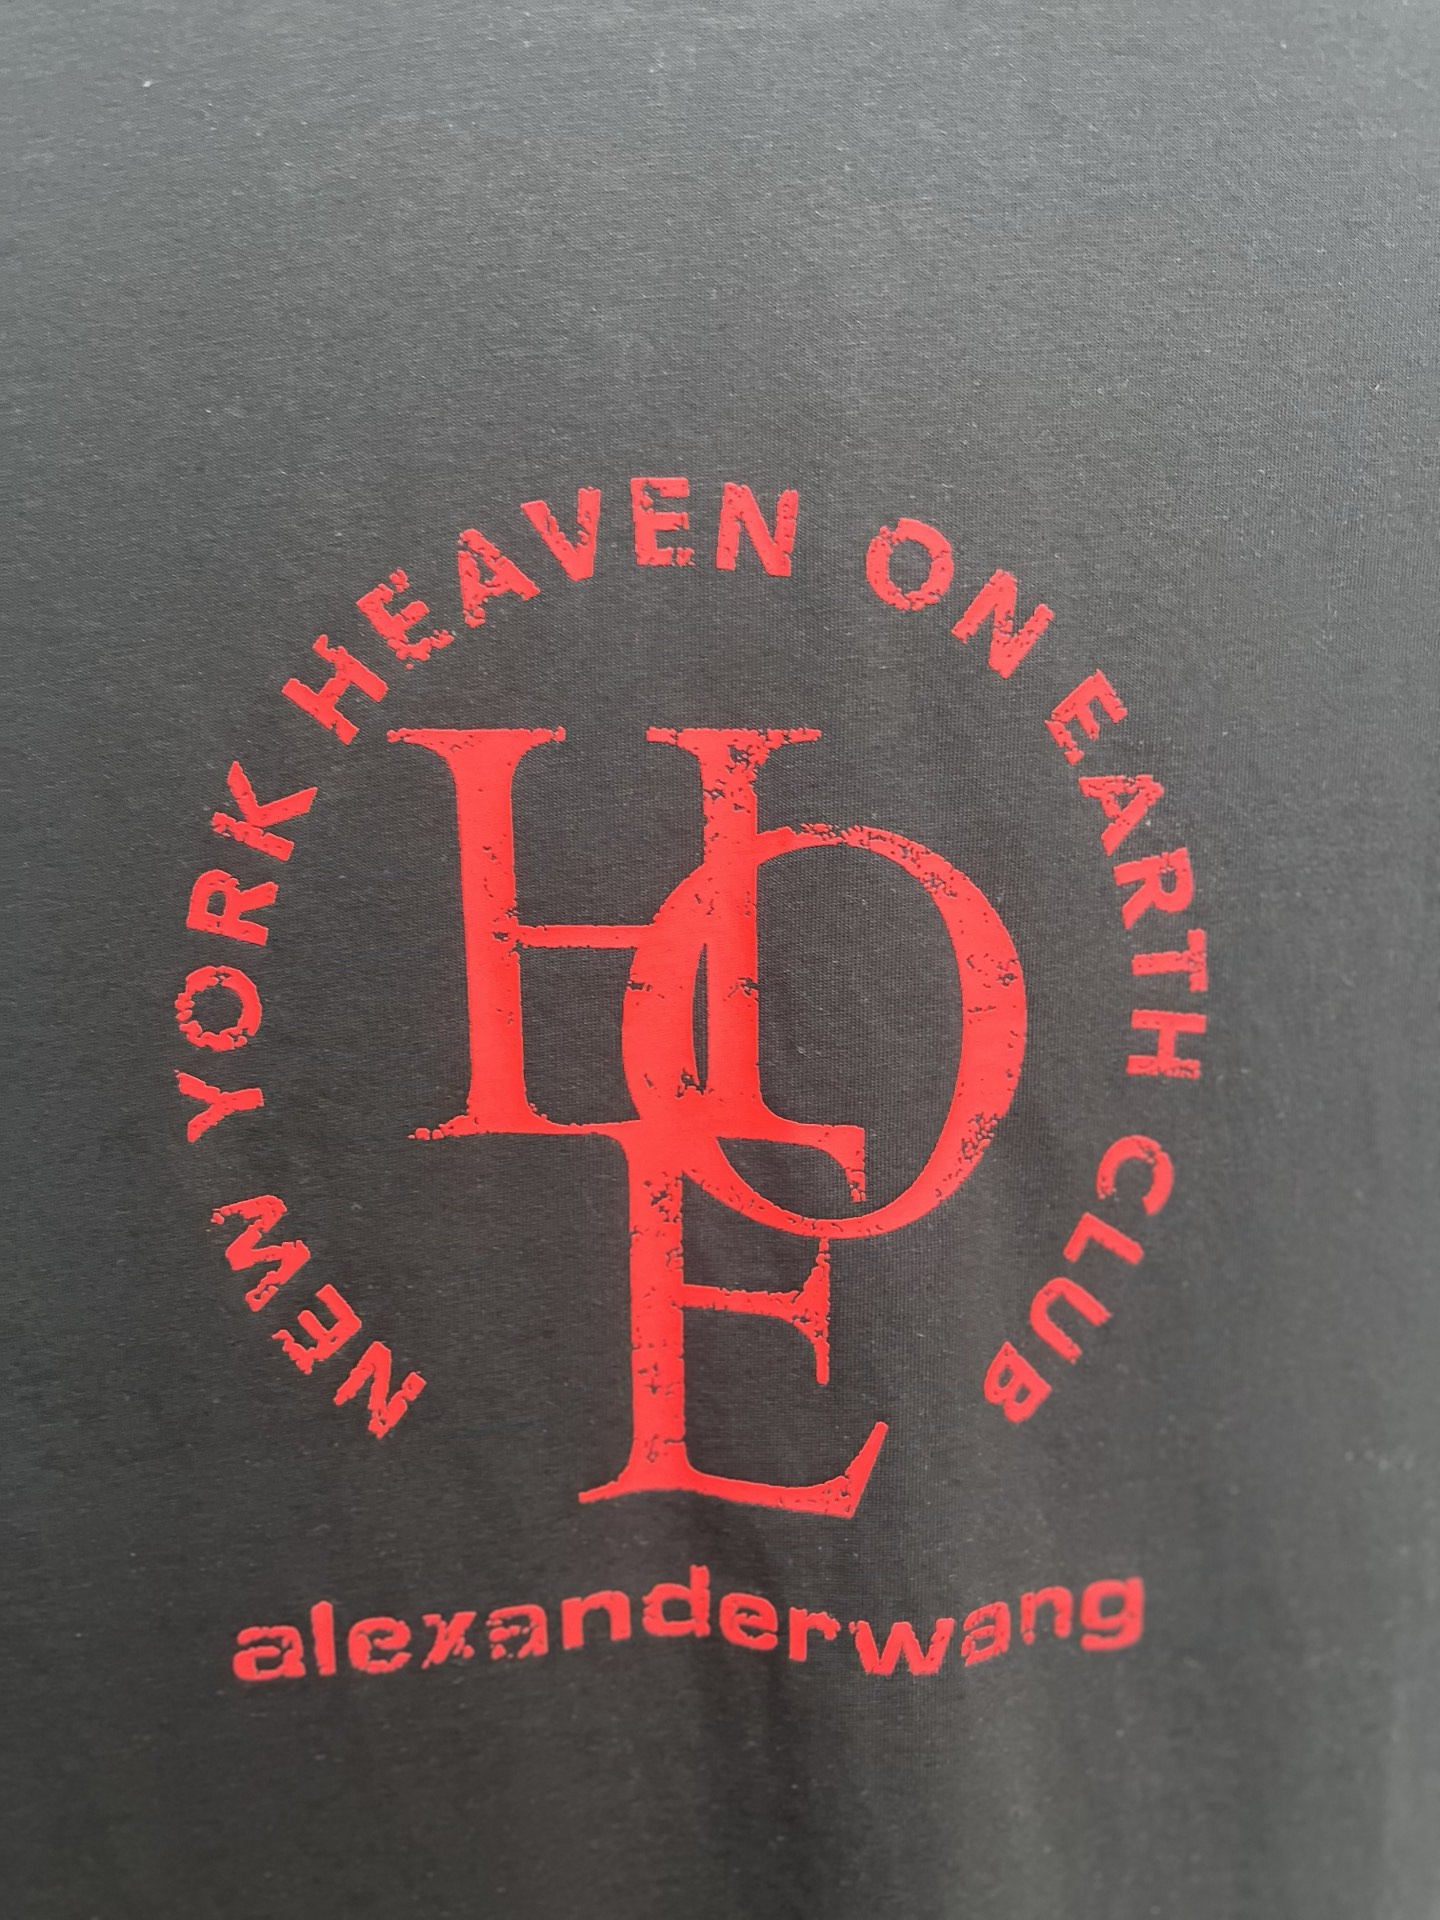 NEW YORK HEAVEN ON EARTH CLUB
HOE
alexanderwang